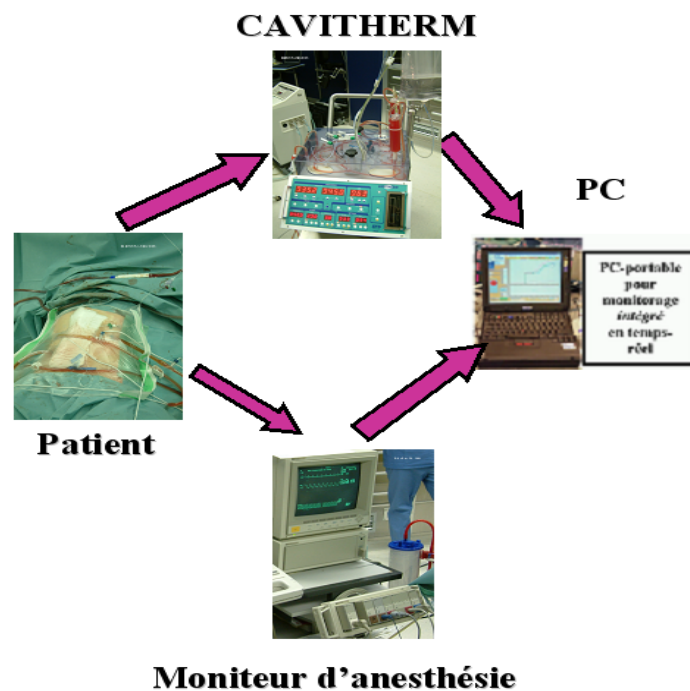 CAVITHERM
PC
PC-portable
pour
monitorage
intégré
en temps-
réel
Patient
Moniteur d'anesthésie